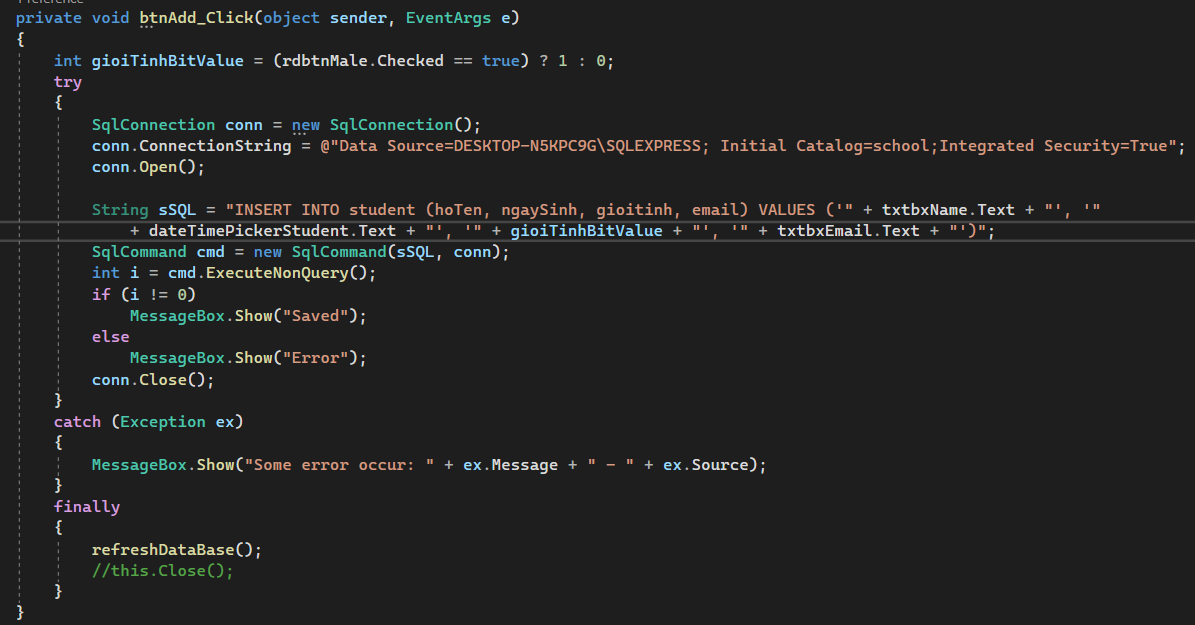 private void btnAdd_Click(object sender, EventArgs e)
{
    int gioiTinhBitValue = (rdbtnMale.Checked == true) ? 1 : 0;
    try
    {
        SqlConnection conn = new SqlConnection();
        conn.ConnectionString = @"Data Source=DESKTOP-N5KPC9G\SQLEXPRESS; Initial Catalog=school;Integrated Security=True";
        conn.Open();

        String sSQL = "INSERT INTO student (hoTen, ngaySinh, gioitinh, email) VALUES ('" + txtbxName.Text + "', '"
            + dateTimePickerStudent.Text + "', '" + gioiTinhBitValue + "', '" + txtbxEmail.Text + "')";
        SqlCommand cmd = new SqlCommand(sSQL, conn);
        int i = cmd.ExecuteNonQuery();
        if (i != 0)
            MessageBox.Show("Saved");
        else
            MessageBox.Show("Error");
        conn.Close();
    }
    catch (Exception ex)
    {
        MessageBox.Show("Some error occur: " + ex.Message + " - " + ex.Source);
    }
    finally
    {
        refreshDataBase();
        //this.Close();
    }
}